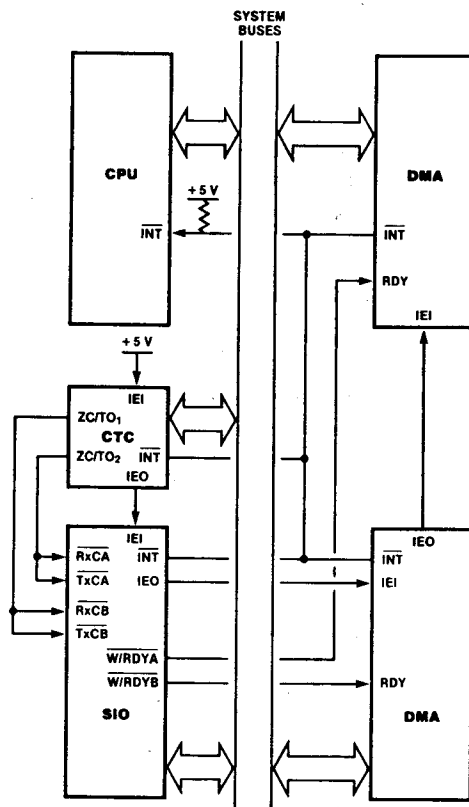 SYSTEM
BUSES
CPU
+5 V
INT
DMA
INT
RDY
IEI
+5 V
IEI
ZC/TO1
CTC
ZC/TO2
INT
IEO
IEI
RxCA
INT
TxCA
IEO
RxCB
TxCB
W/RDYA
W/RDYB
SIO
IEO
INT
IEI
RDY
DMA